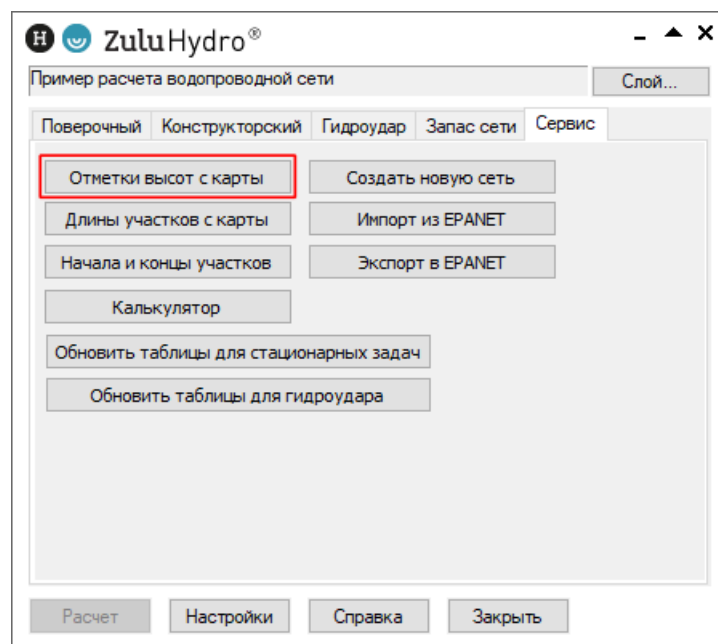 H ZuluHydro®
Пример расчета водопроводной сети
Слой...
Поверочный Конструкторский Гидроудар Запас сети Сервис
Отметки высот с карты Создать новую сеть
Длины участков с карты Импорт из EPANET
Начала и концы участков Экспорт в EPANET
Калькулятор
Обновить таблицы для стационарных задач
Обновить таблицы для гидроудара
Расчет Настройки Справка Закрыть